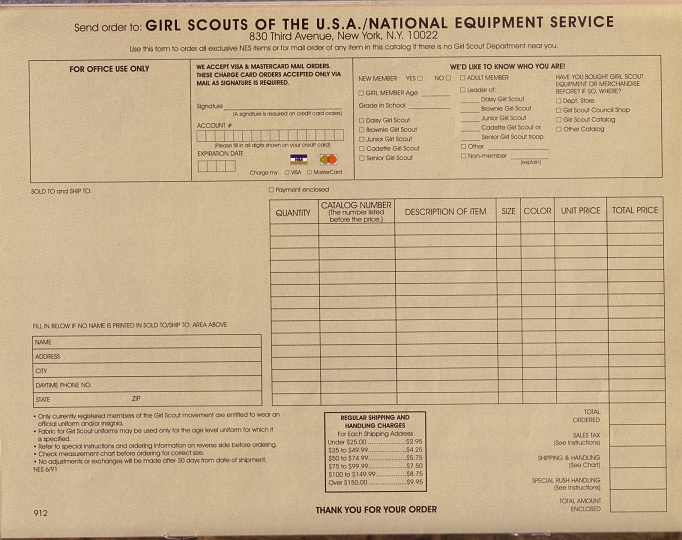 Send order to: GIRL SCOUTS OF THE U.S.A./NATIONAL EQUIPMENT SERVICE
830 Third Avenue, New York, N.Y. 10022
Use this form to order all exclusive NES items or for mail order of any item in this catalog if there is no Girl Scout Department near you.
FOR OFFICE USE ONLY
WE ACCEPT VISA & MASTERCARD MAIL ORDERS.
THESE CHARGE CARD ORDERS ACCEPTED ONLY VIA
MAIL AS SIGNATURE IS REQUIRED.
Signature
(A signature is required on credit card orders)
ACCOUNT #
(Please fill in all digits shown on your credit card)
EXPIRATION DATE
VISA
Charge my: VISA MasterCard
WE'D LIKE TO KNOW WHO YOU ARE!
NEW MEMBER YES NO
GIRL MEMBER Age
Grade in School
Daisy Girl Scout
Brownie Girl Scout
Junior Girl Scout
Cadette Girl Scout
Senior Girl Scout
ADULT MEMBER
Leader of:
Daisy Girl Scout
Brownie Girl Scout
Junior Girl Scout
Cadette Girl Scout or
Senior Girl Scout troop
Other
Non-member
(explain)
HAVE YOU BOUGHT GIRL SCOUT
EQUIPMENT OR MERCHANDISE
BEFORE? IF SO, WHERE?
Dept. Store
Girl Scout Council Shop
Girl Scout Catalog
Other Catalog
SOLD TO and SHIP TO:
Payment enclosed
QUANTITY
CATALOG NUMBER
(The number listed
before the price.)
DESCRIPTION OF ITEM
SIZE
COLOR
UNIT PRICE
TOTAL PRICE
FILL IN BELOW IF NO NAME IS PRINTED IN SOLD TO/SHIP TO: AREA ABOVE
NAME
ADDRESS
CITY
DAYTIME PHONE NO.
STATE ZIP
• Only currently registered members of the Girl Scout movement are entitled to wear an
official uniform and/or insignia.
• Fabric for Girl Scout uniforms may be used only for the age level uniform for which it
is specified.
• Refer to special instructions and ordering information on reverse side before ordering.
• Check measurement chart before ordering for correct size.
• No adjustments or exchanges will be made after 30 days from date of shipment.
NES 6/91
REGULAR SHIPPING AND
HANDLING CHARGES
For Each Shipping Address
Under $25.00 $2.95
$25 to $49.99 $4.25
$50 to $74.99 $5.75
$75 to $99.99 $7.50
$100 to $149.99 $8.75
Over $150.00 $9.95
TOTAL
ORDERED
SALES TAX
(See Instructions)
SHIPPING & HANDLING
(See Chart)
SPECIAL RUSH HANDLING
(See Instructions)
TOTAL AMOUNT
ENCLOSED
912
THANK YOU FOR YOUR ORDER